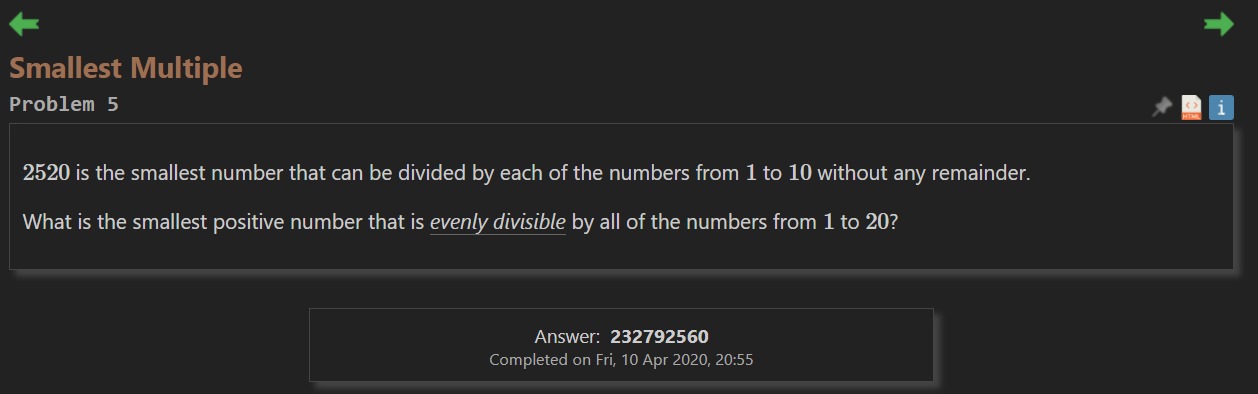 Smallest Multiple
Problem 5
HTML
i
2520 is the smallest number that can be divided by each of the numbers from 1 to 10 without any remainder.
What is the smallest positive number that is evenly divisible by all of the numbers from 1 to 20?
Answer: 232792560
Completed on Fri, 10 Apr 2020, 20:55